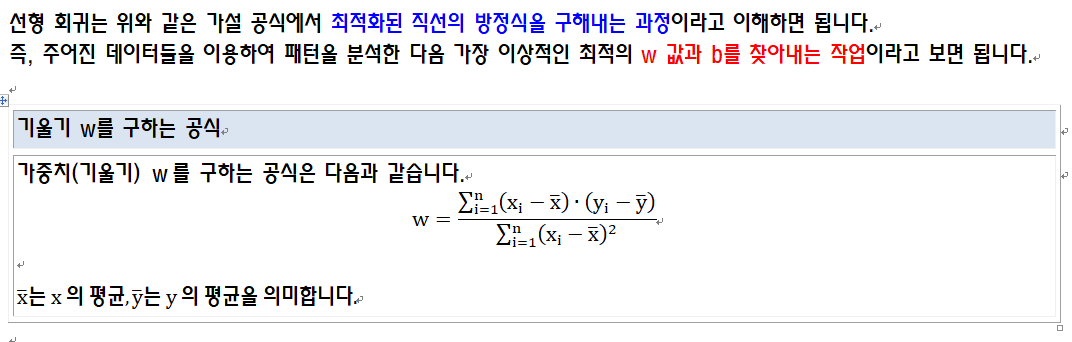 선형 회귀는 위와 같은 가설 공식에서 최적화된 직선의 방정식을 구해내는 과정이라고 이해하면 됩니다.
즉, 주어진 데이터들을 이용하여 패턴을 분석한 다음 가장 이상적인 최적의 w 값과 b를 찾아내는 작업이라고 보면 됩니다.
기울기 w를 구하는 공식
가중치(기울기) w를 구하는 공식은 다음과 같습니다.
w = \frac{\sum_{i=1}^{n}(x_i − x̅) · (y_i − y̅)}{\sum_{i=1}^{n}(x_i − x̅)^2}
x̅는 x의 평균,y̅는 y의 평균을 의미합니다.